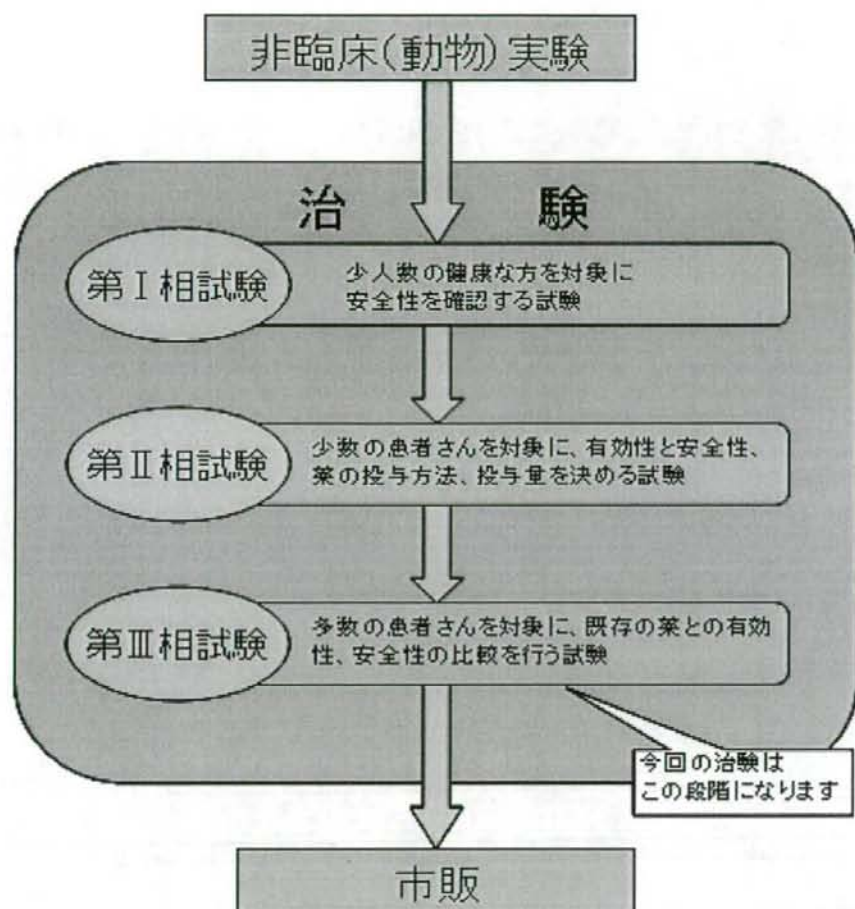 非臨床(動物)実験
治験
第Ⅰ相試験
少人数の健康な方を対象に
安全性を確認する試験
第Ⅱ相試験
少数の患者さんを対象に、有効性と安全性、
薬の投与方法、投与量を決める試験
第Ⅲ相試験
多数の患者さんを対象に、既存の薬との有効
性、安全性の比較を行う試験
今回の治験は
この段階になります
市販